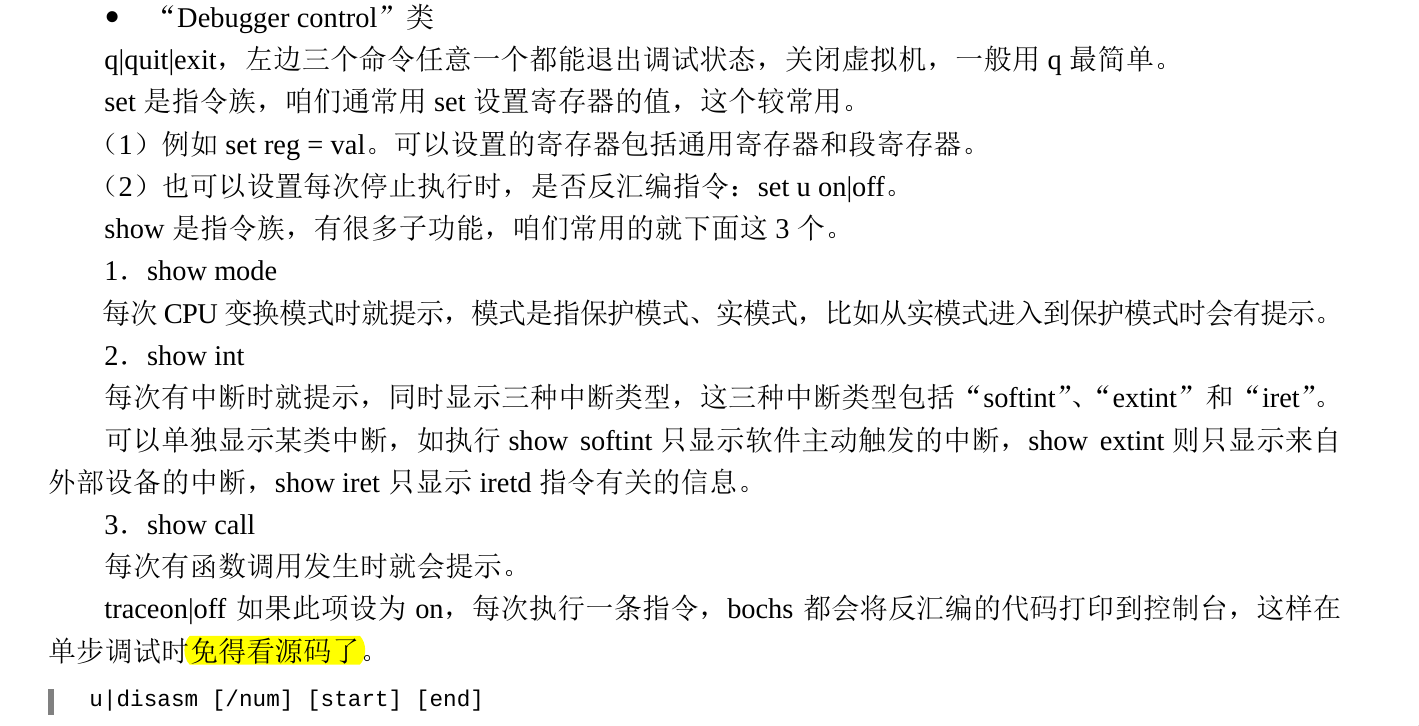 ● “Debugger control”类
q|quit|exit，左边三个命令任意一个都能退出调试状态，关闭虚拟机，一般用 q 最简单。
set 是指令族，咱们通常用 set 设置寄存器的值，这个较常用。
（1）例如 set reg = val。可以设置的寄存器包括通用寄存器和段寄存器。
（2）也可以设置每次停止执行时，是否反汇编指令：set u on|off。
show 是指令族，有很多子功能，咱们常用的就下面这 3 个。
1．show mode
每次 CPU 变换模式时就提示，模式是指保护模式、实模式，比如从实模式进入到保护模式时会有提示。
2．show int
每次有中断时就提示，同时显示三种中断类型，这三种中断类型包括“softint”、“extint”和“iret”。
可以单独显示某类中断，如执行 show softint 只显示软件主动触发的中断，show extint 则只显示来自
外部设备的中断，show iret 只显示 iretd 指令有关的信息。
3．show call
每次有函数调用发生时就会提示。
traceon|off 如果此项设为 on，每次执行一条指令，bochs 都会将反汇编的代码打印到控制台，这样在
单步调试时免得看源码了。
u|disasm [/num] [start] [end]